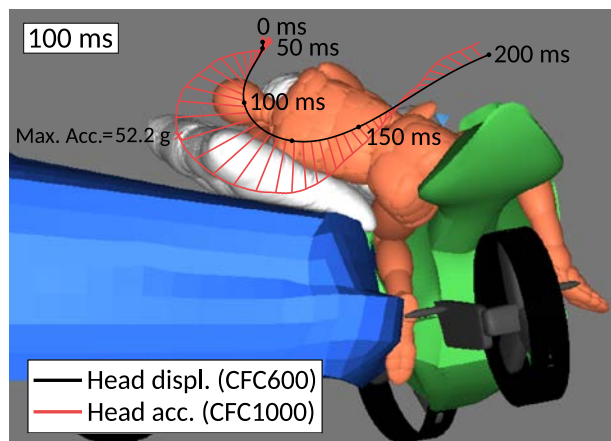 100 ms
0 ms
50 ms
200 ms
100 ms
150 ms
Max. Acc.=52.2 g
Head displ. (CFC600)
Head acc. (CFC1000)